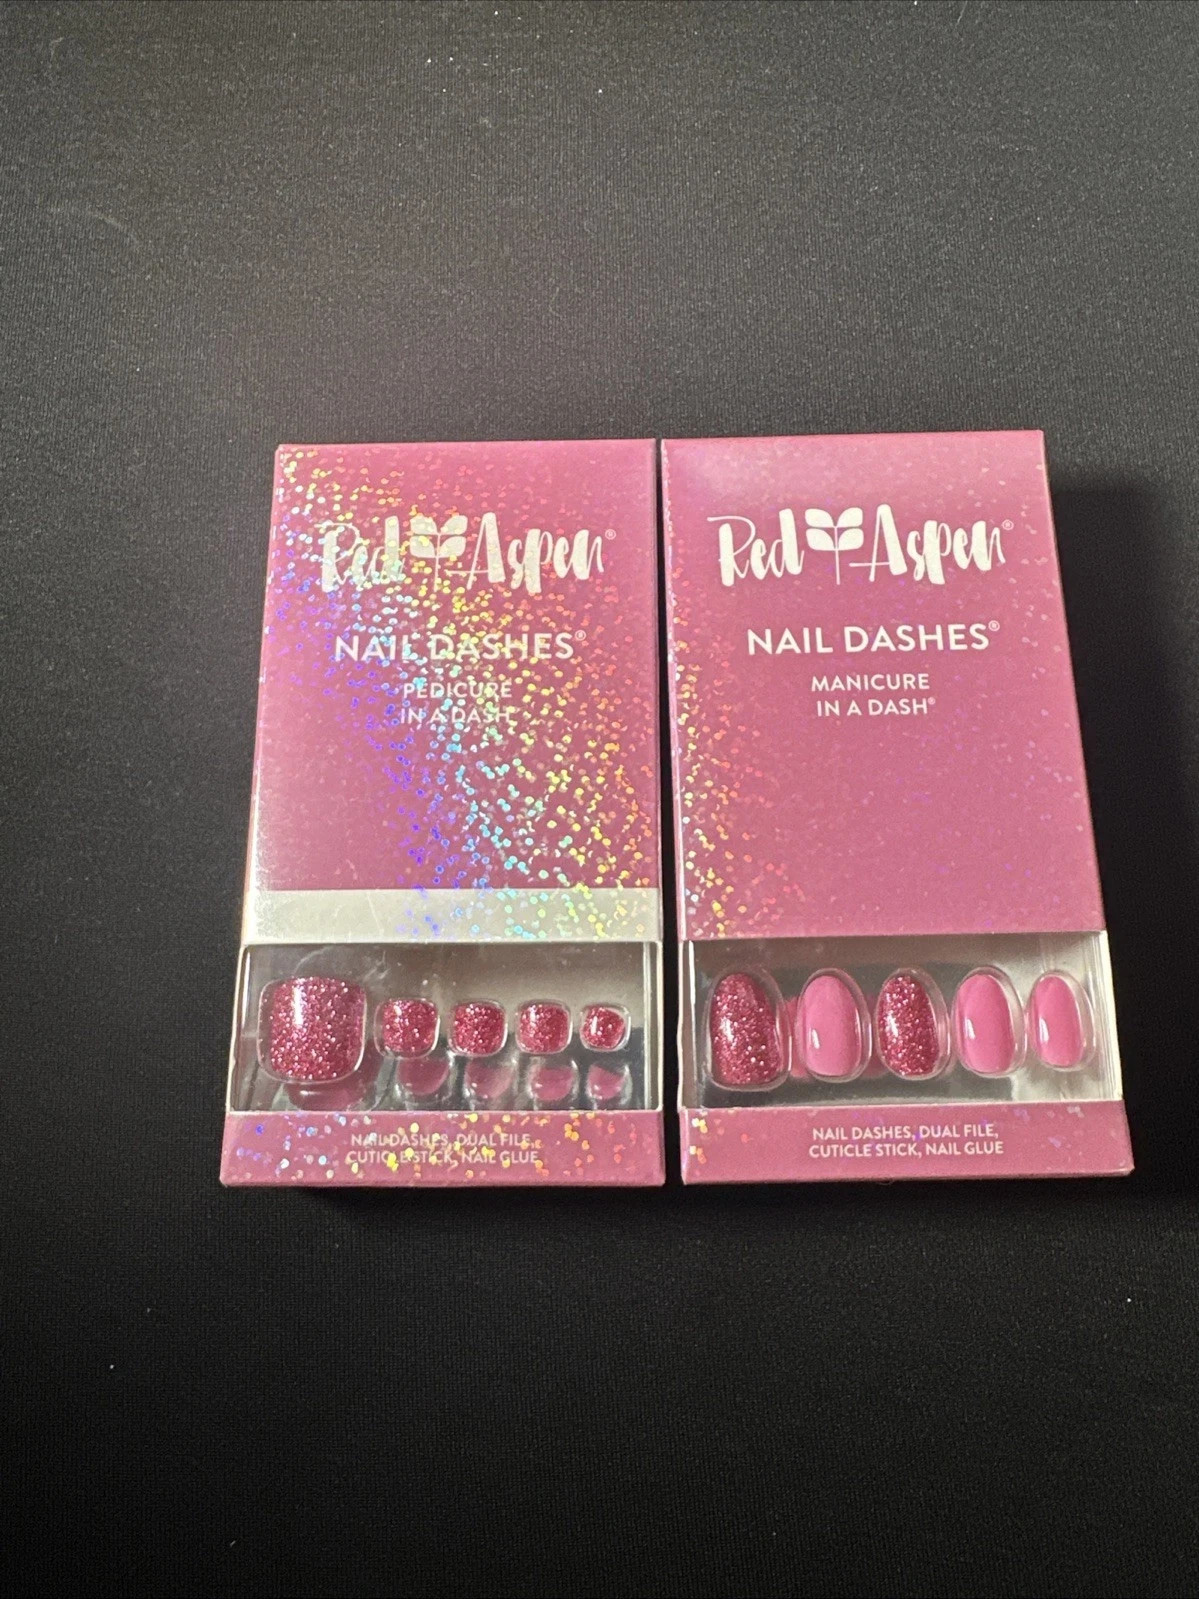 Red Aspen®
NAIL DASHES®
PEDICURE
IN A DASH
NAIL DASHES, DUAL FILE,
CUTICLE STICK, NAIL GLUE
Red Aspen®
NAIL DASHES®
MANICURE
IN A DASH®
NAIL DASHES, DUAL FILE,
CUTICLE STICK, NAIL GLUE